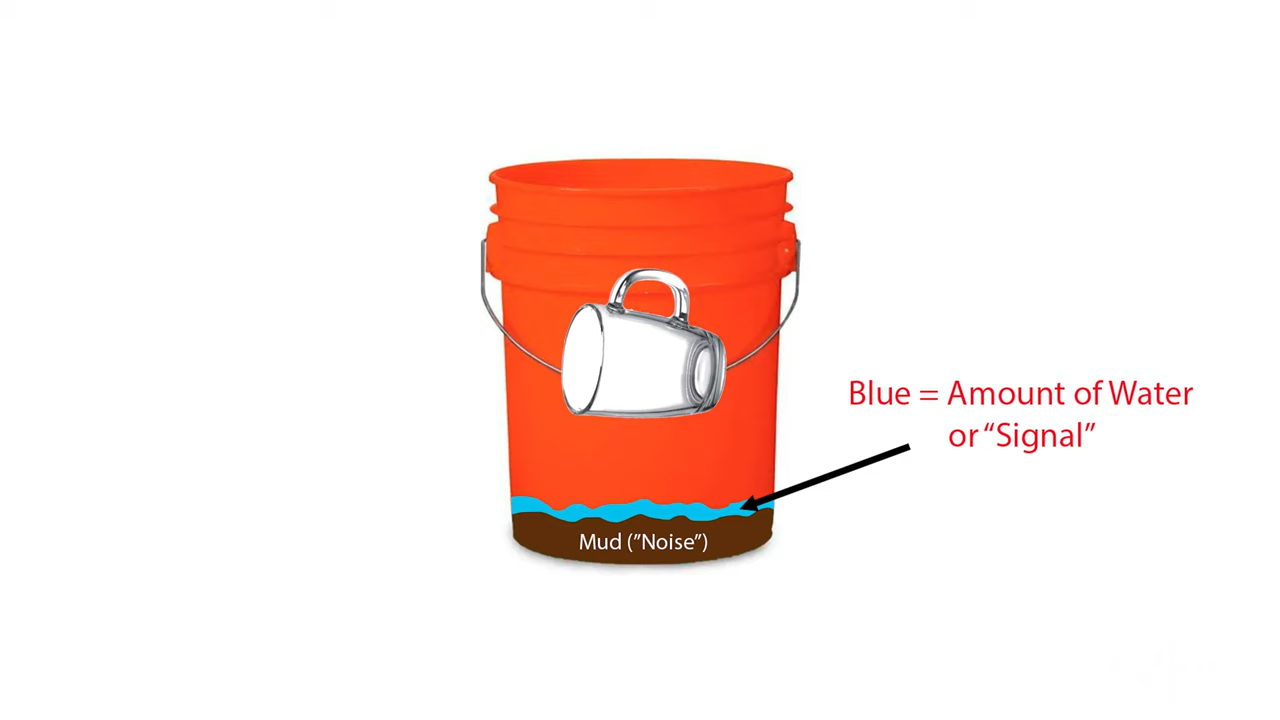 Blue = Amount of Water
or “Signal”
Mud (”Noise”)